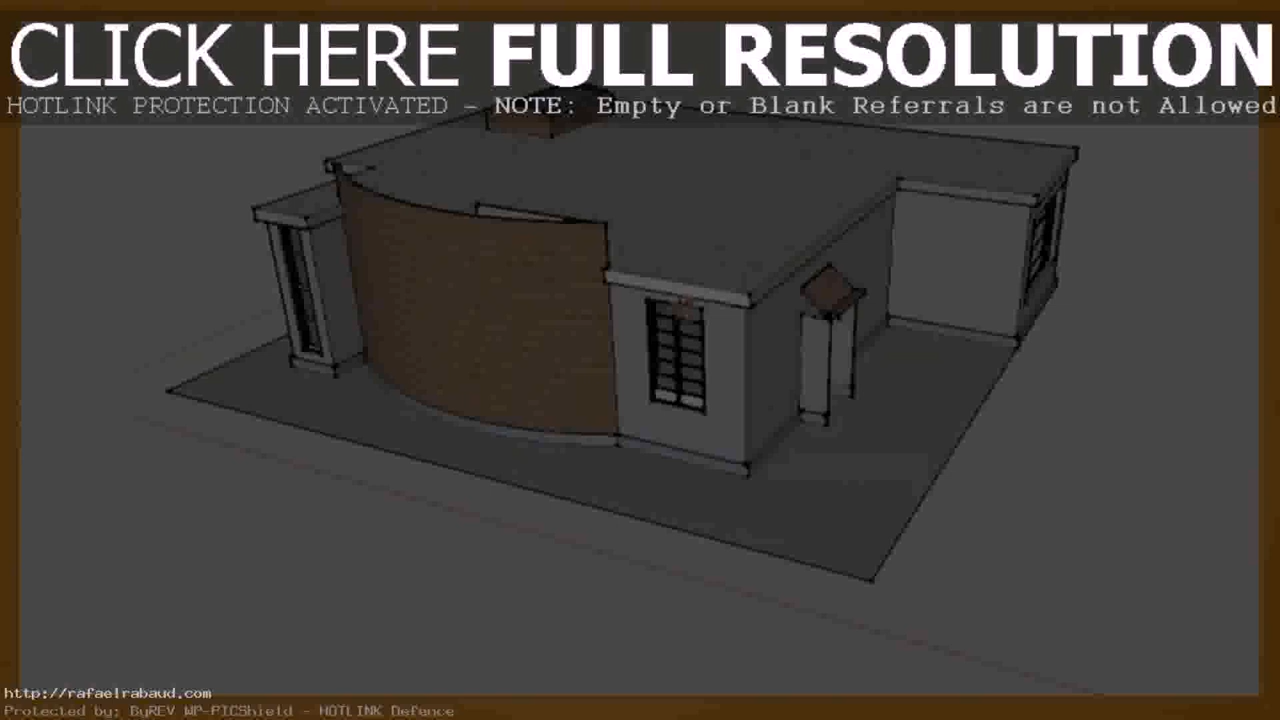 CLICK HERE FULL RESOLUTION
HOTLINK PROTECTION ACTIVATED - NOTE: Empty or Blank Referrals are not Allowed
http://rafaelrabaud.com
Protected by: ByREV WP-PICShield - HOTLINK Defence